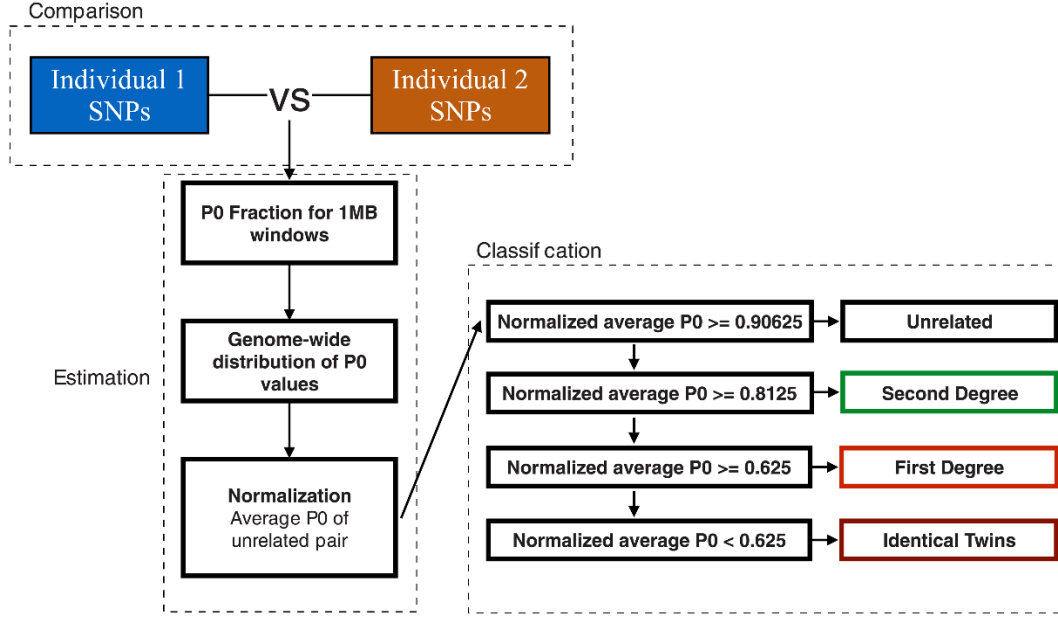 Comparison
Individual 1
SNPs
VS
Individual 2
SNPs
P0 Fraction for 1MB
windows
Genome-wide
distribution of P0
values
Estimation
Normalization
Average P0 of
unrelated pair
Classif cation
Normalized average P0 >= 0.90625
Unrelated
Normalized average P0 >= 0.8125
Second Degree
Normalized average P0 >= 0.625
First Degree
Normalized average P0 < 0.625
Identical Twins